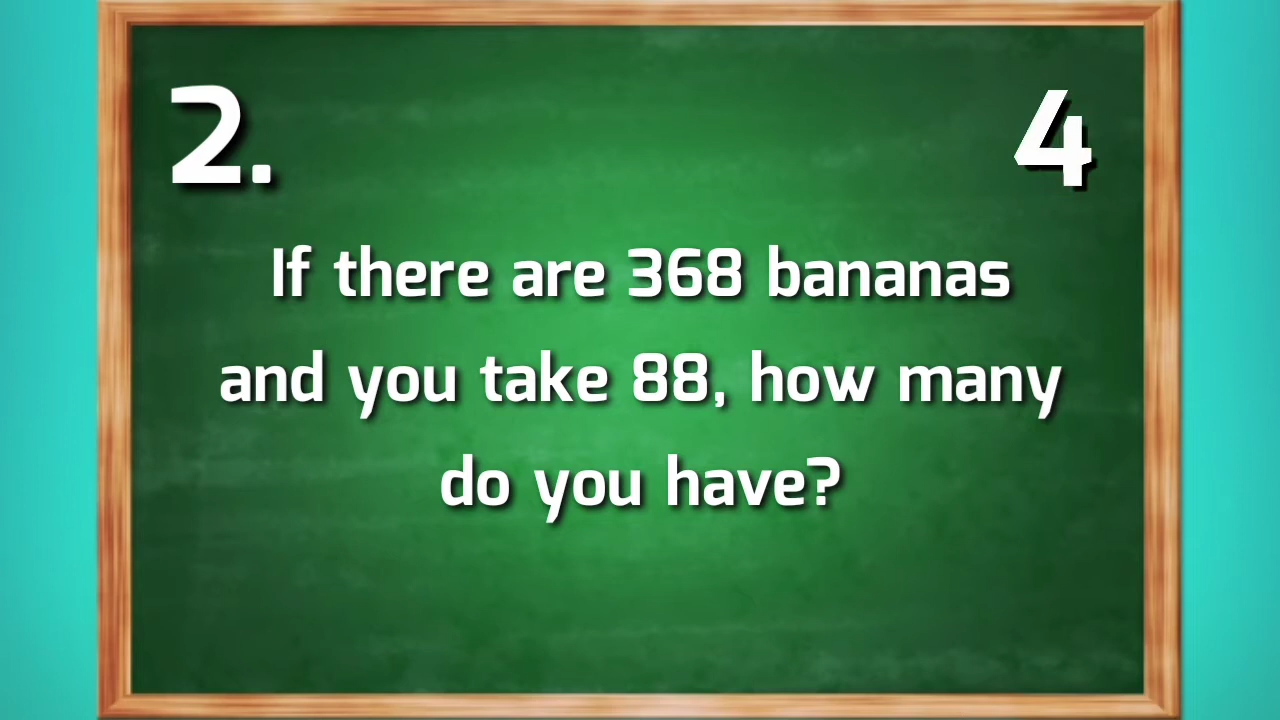 2.
4
If there are 368 bananas
and you take 88, how many
do you have?